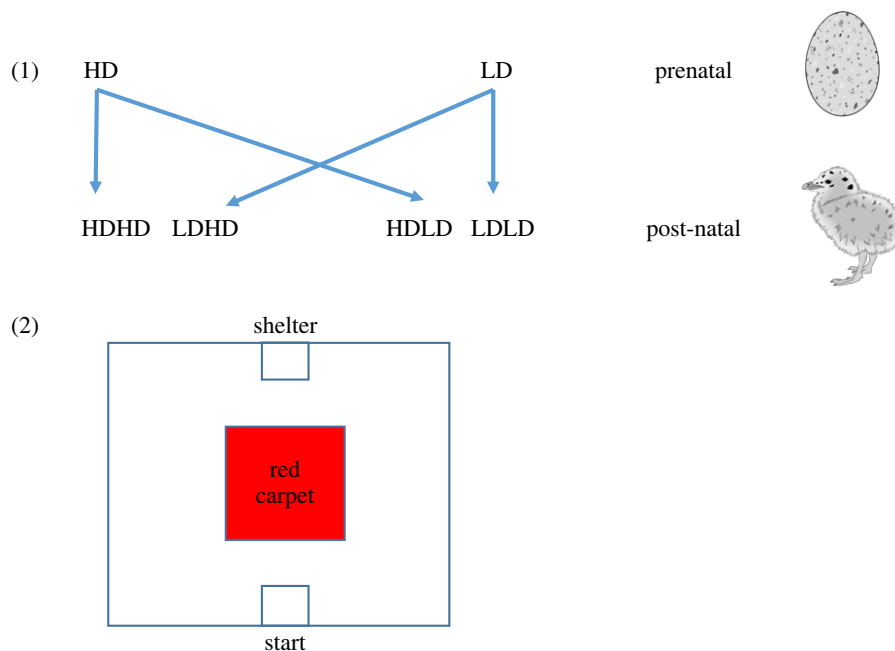 (1) HD LD prenatal
HDHD LDHD HDLD LDLD post-natal
(2)
shelter
red
carpet
start